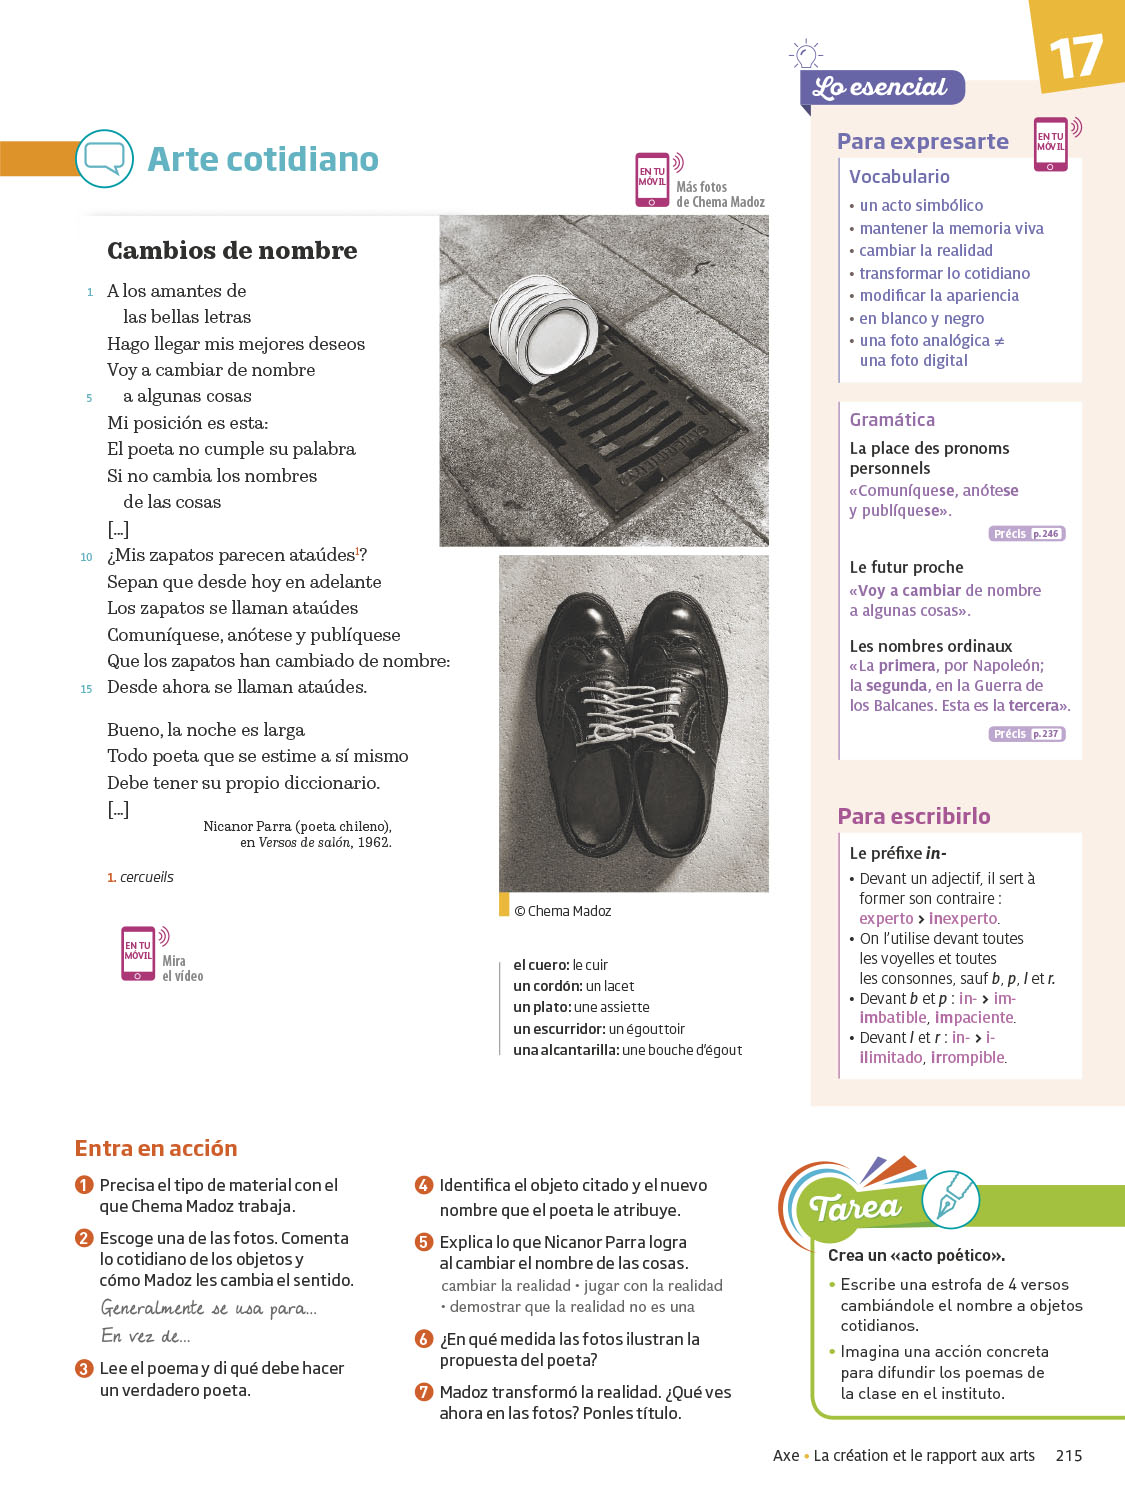 17
Lo esencial
Arte cotidiano
EN TU
MÓVIL
Más fotos
de Chema Madoz
Cambios de nombre
1 A los amantes de
las bellas letras
Hago llegar mis mejores deseos
Voy a cambiar de nombre
5 a algunas cosas
Mi posición es esta:
El poeta no cumple su palabra
Si no cambia los nombres
de las cosas
[...]
10 ¿Mis zapatos parecen ataúdes1?
Sepan que desde hoy en adelante
Los zapatos se llaman ataúdes
Comuníquese, anótese y publíquese
Que los zapatos han cambiado de nombre:
15 Desde ahora se llaman ataúdes.
Bueno, la noche es larga
Todo poeta que se estime a sí mismo
Debe tener su propio diccionario.
[...]
Nicanor Parra (poeta chileno),
en Versos de salón, 1962.
1. cercueils
EN TU
MÓVIL
Mira
el vídeo
© Chema Madoz
el cuero: le cuir
un cordón: un lacet
un plato: une assiette
un escurridor: un égouttoir
una alcantarilla: une bouche d'égout
Para expresarte
EN TU
MÓVIL
Vocabulario
• un acto simbólico
• mantener la memoria viva
• cambiar la realidad
• transformar lo cotidiano
• modificar la apariencia
• en blanco y negro
• una foto analógica ≠
una foto digital
Gramática
La place des pronoms
personnels
«Comuníquese, anótese
y publíquese».
Précis p. 246
Le futur proche
«Voy a cambiar de nombre
a algunas cosas».
Les nombres ordinaux
«La primera, por Napoleón;
la segunda, en la Guerra de
los Balcanes. Esta es la tercera».
Précis p. 237
Para escribirlo
Le préfixe in-
• Devant un adjectif, il sert à
former son contraire :
experto > inexperto.
• On l'utilise devant toutes
les voyelles et toutes
les consonnes, sauf b, p, l et r.
• Devant b et p : in- > im-
imbatible, impaciente.
• Devant l et r : in- > i-
ilimitado, irrompible.
Entra en acción
1 Precisa el tipo de material con el
que Chema Madoz trabaja.
2 Escoge una de las fotos. Comenta
lo cotidiano de los objetos y
cómo Madoz les cambia el sentido.
Generalmente se usa para...
En vez de...
3 Lee el poema y di qué debe hacer
un verdadero poeta.
4 Identifica el objeto citado y el nuevo
nombre que el poeta le atribuye.
5 Explica lo que Nicanor Parra logra
al cambiar el nombre de las cosas.
cambiar la realidad • jugar con la realidad
• demostrar que la realidad no es una
6 ¿En qué medida las fotos ilustran la
propuesta del poeta?
7 Madoz transformó la realidad. ¿Qué ves
ahora en las fotos? Ponles título.
Tarea
Crea un «acto poético».
• Escribe una estrofa de 4 versos
cambiándole el nombre a objetos
cotidianos.
• Imagina una acción concreta
para difundir los poemas de
la clase en el instituto.
Axe • La création et le rapport aux arts 215